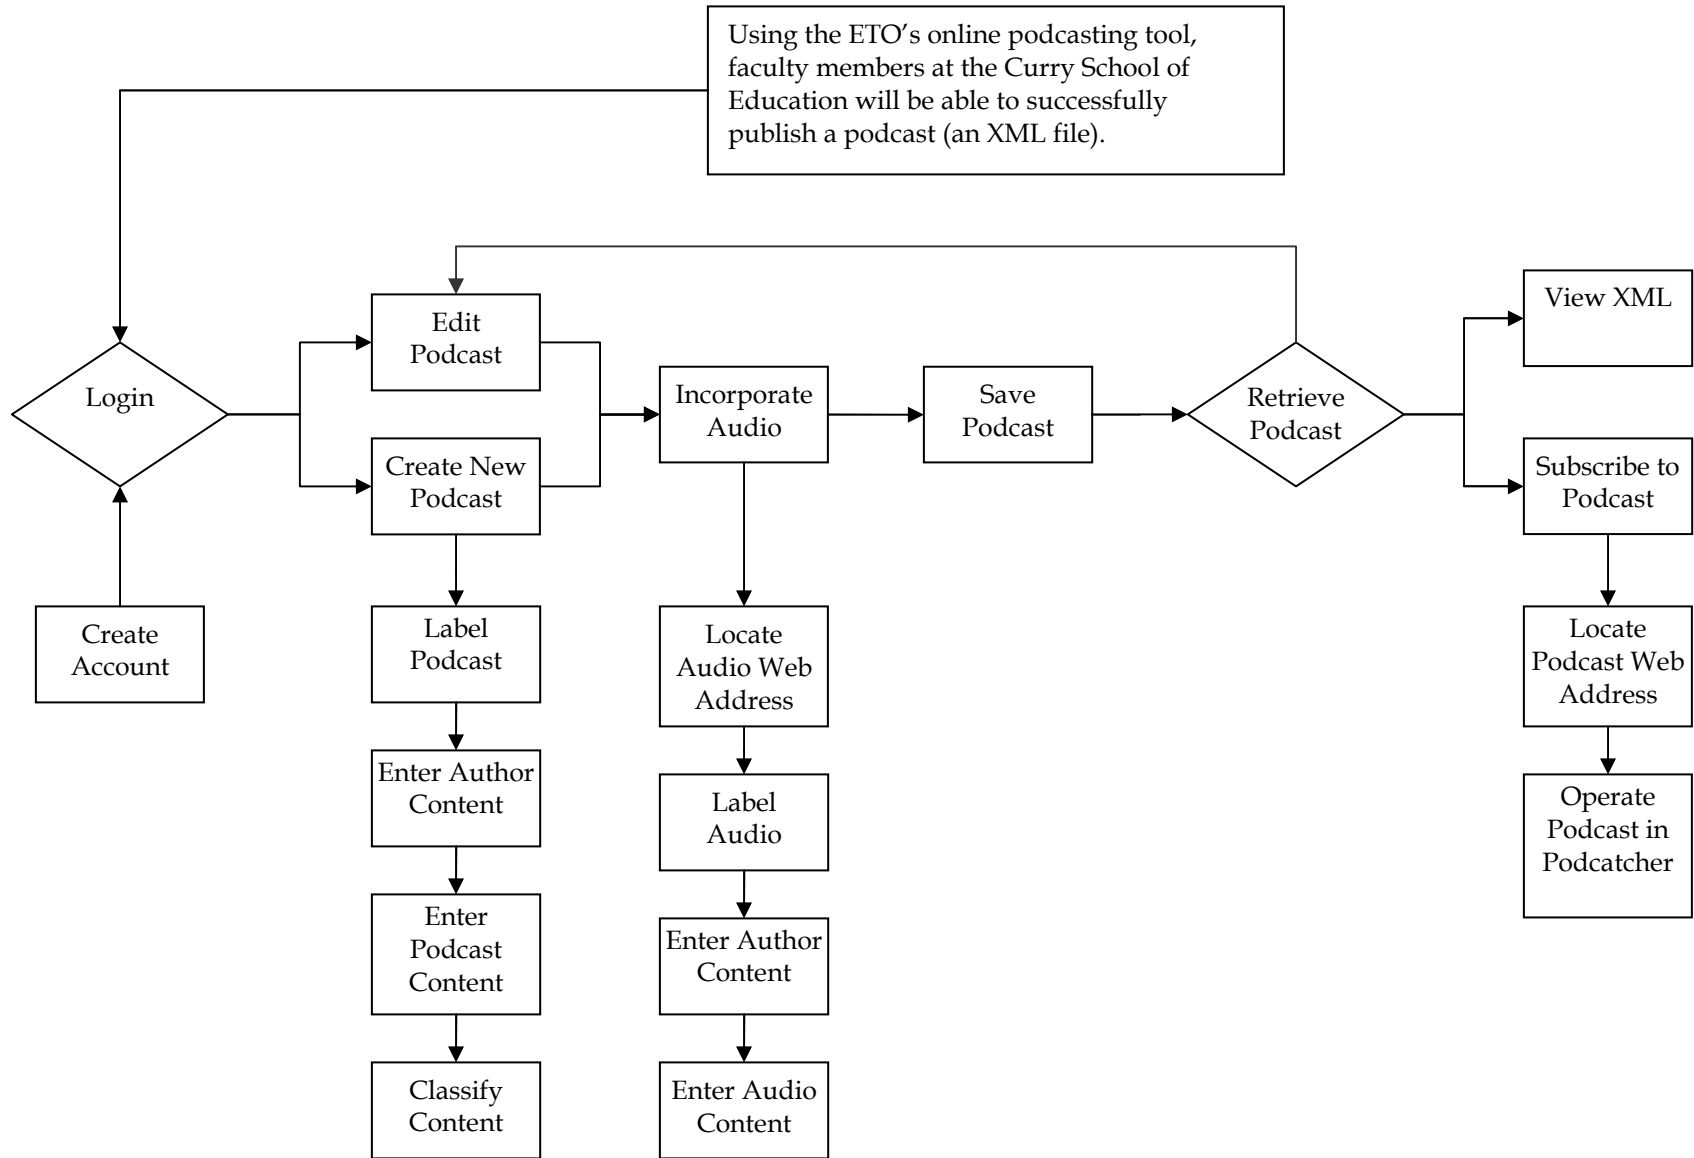 Using the ETO’s online podcasting tool,
faculty members at the Curry School of
Education will be able to successfully
publish a podcast (an XML file).
Login
Create
Account
Edit
Podcast
Create New
Podcast
Label
Podcast
Enter Author
Content
Enter
Podcast
Content
Classify
Content
Incorporate
Audio
Locate
Audio Web
Address
Label
Audio
Enter Author
Content
Enter Audio
Content
Save
Podcast
Retrieve
Podcast
View XML
Subscribe to
Podcast
Locate
Podcast Web
Address
Operate
Podcast in
Podcatcher